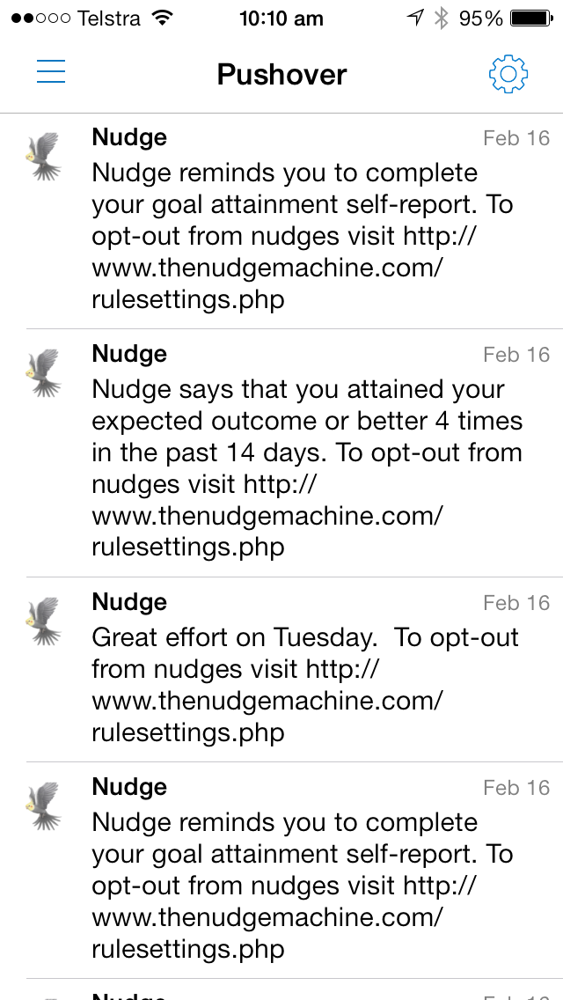 Telstra 10:10 am 95%
Pushover
Nudge Feb 16
Nudge reminds you to complete
your goal attainment self-report. To
opt-out from nudges visit http://
www.thenudgemachine.com/
rulesettings.php
Nudge Feb 16
Nudge says that you attained your
expected outcome or better 4 times
in the past 14 days. To opt-out from
nudges visit http://
www.thenudgemachine.com/
rulesettings.php
Nudge Feb 16
Great effort on Tuesday.  To opt-out
from nudges visit http://
www.thenudgemachine.com/
rulesettings.php
Nudge Feb 16
Nudge reminds you to complete
your goal attainment self-report. To
opt-out from nudges visit http://
www.thenudgemachine.com/
rulesettings.php
Nudge Feb 16